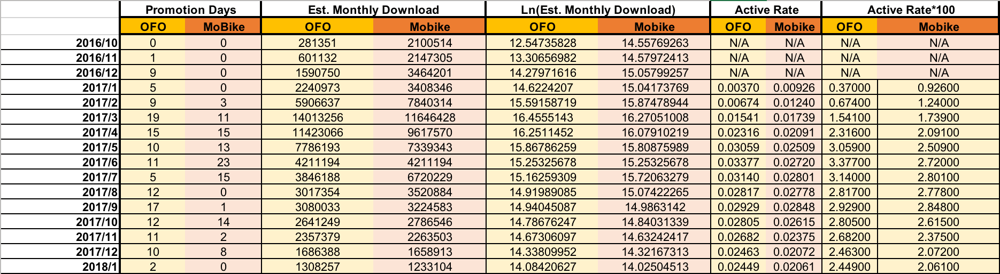 Promotion Days Est. Monthly Download Ln(Est. Monthly Download) Active Rate Active Rate*100
OFO MoBike OFO Mobike OFO Mobike OFO Mobike OFO Mobike
2016/10 0 0 281351 2100514 12.54735828 14.55769263 N/A N/A N/A N/A
2016/11 1 0 601132 2147305 13.30656982 14.57972413 N/A N/A N/A N/A
2016/12 9 0 1590750 3464201 14.27971616 15.05799257 N/A N/A N/A N/A
2017/1 5 0 2240973 3408346 14.6224207 15.04173769 0.00370 0.00926 0.37000 0.92600
2017/2 9 3 5906637 7840314 15.59158719 15.87478944 0.00674 0.01240 0.67400 1.24000
2017/3 19 11 14013256 11646428 16.4555143 16.27051008 0.01541 0.01739 1.54100 1.73900
2017/4 15 15 11423066 9617570 16.2511452 16.07910219 0.02316 0.02091 2.31600 2.09100
2017/5 10 13 7786193 7339343 15.86786259 15.80875989 0.03059 0.02509 3.05900 2.50900
2017/6 11 23 4211194 4211194 15.25325678 15.25325678 0.03377 0.02720 3.37700 2.72000
2017/7 5 15 3846188 6720229 15.16259309 15.72063279 0.03140 0.02801 3.14000 2.80100
2017/8 12 0 3017354 3520884 14.91989085 15.07422265 0.02817 0.02778 2.81700 2.77800
2017/9 17 1 3080033 3224583 14.94045087 14.9863142 0.02929 0.02848 2.92900 2.84800
2017/10 12 14 2641249 2786546 14.78676247 14.84031339 0.02805 0.02615 2.80500 2.61500
2017/11 11 2 2357379 2263503 14.67306097 14.63242417 0.02682 0.02375 2.68200 2.37500
2017/12 10 8 1686388 1658913 14.33809952 14.32167313 0.02463 0.02072 2.46300 2.07200
2018/1 2 0 1308257 1233104 14.08420627 14.02504513 0.02449 0.02061 2.44900 2.06100